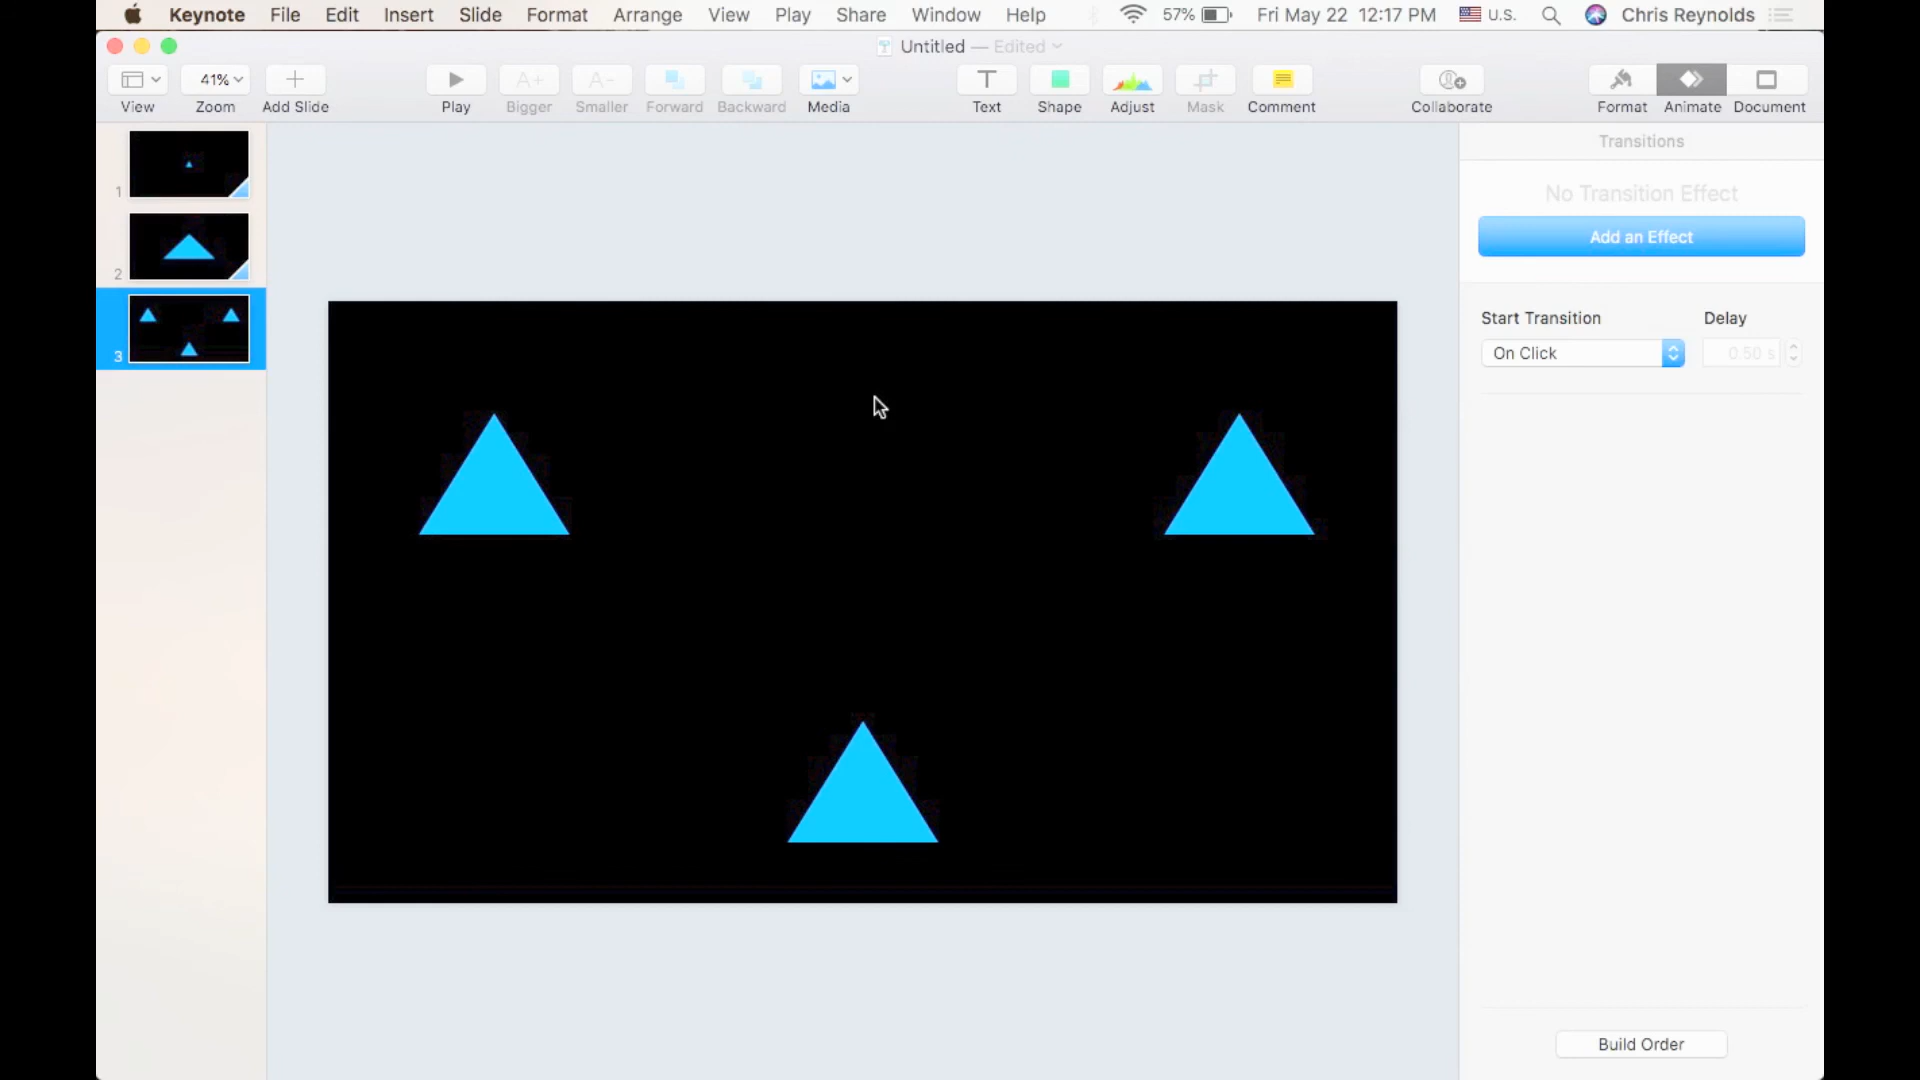 Keynote File Edit Insert Slide Format Arrange View Play Share Window Help 57% Fri May 22 12:17 PM U.S. Chris Reynolds
Untitled — Edited
41%
View Zoom Add Slide Play Bigger Smaller Forward Backward Media Text Shape Adjust Mask Comment Collaborate Format Animate Document
Transitions
No Transition Effect
Add an Effect
Start Transition Delay
On Click 0.50 s
1
2
3
Build Order